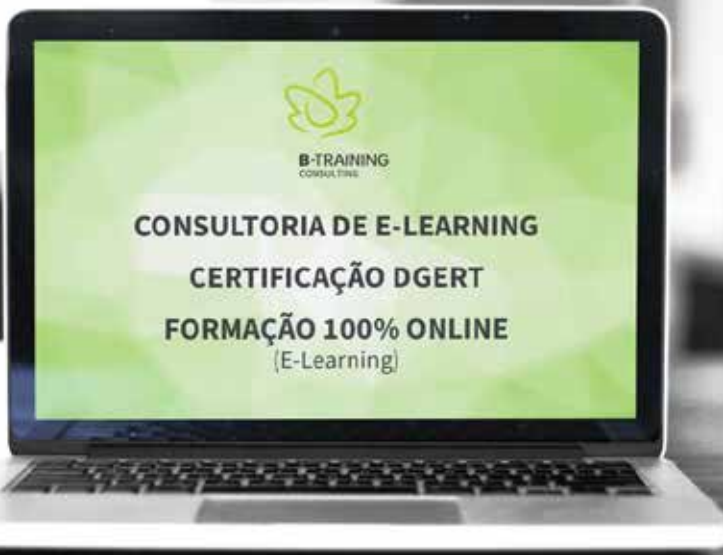 B-TRAINING
CONSULTING
CONSULTORIA DE E-LEARNING
CERTIFICAÇÃO DGERT
FORMAÇÃO 100% ONLINE
(E-Learning)